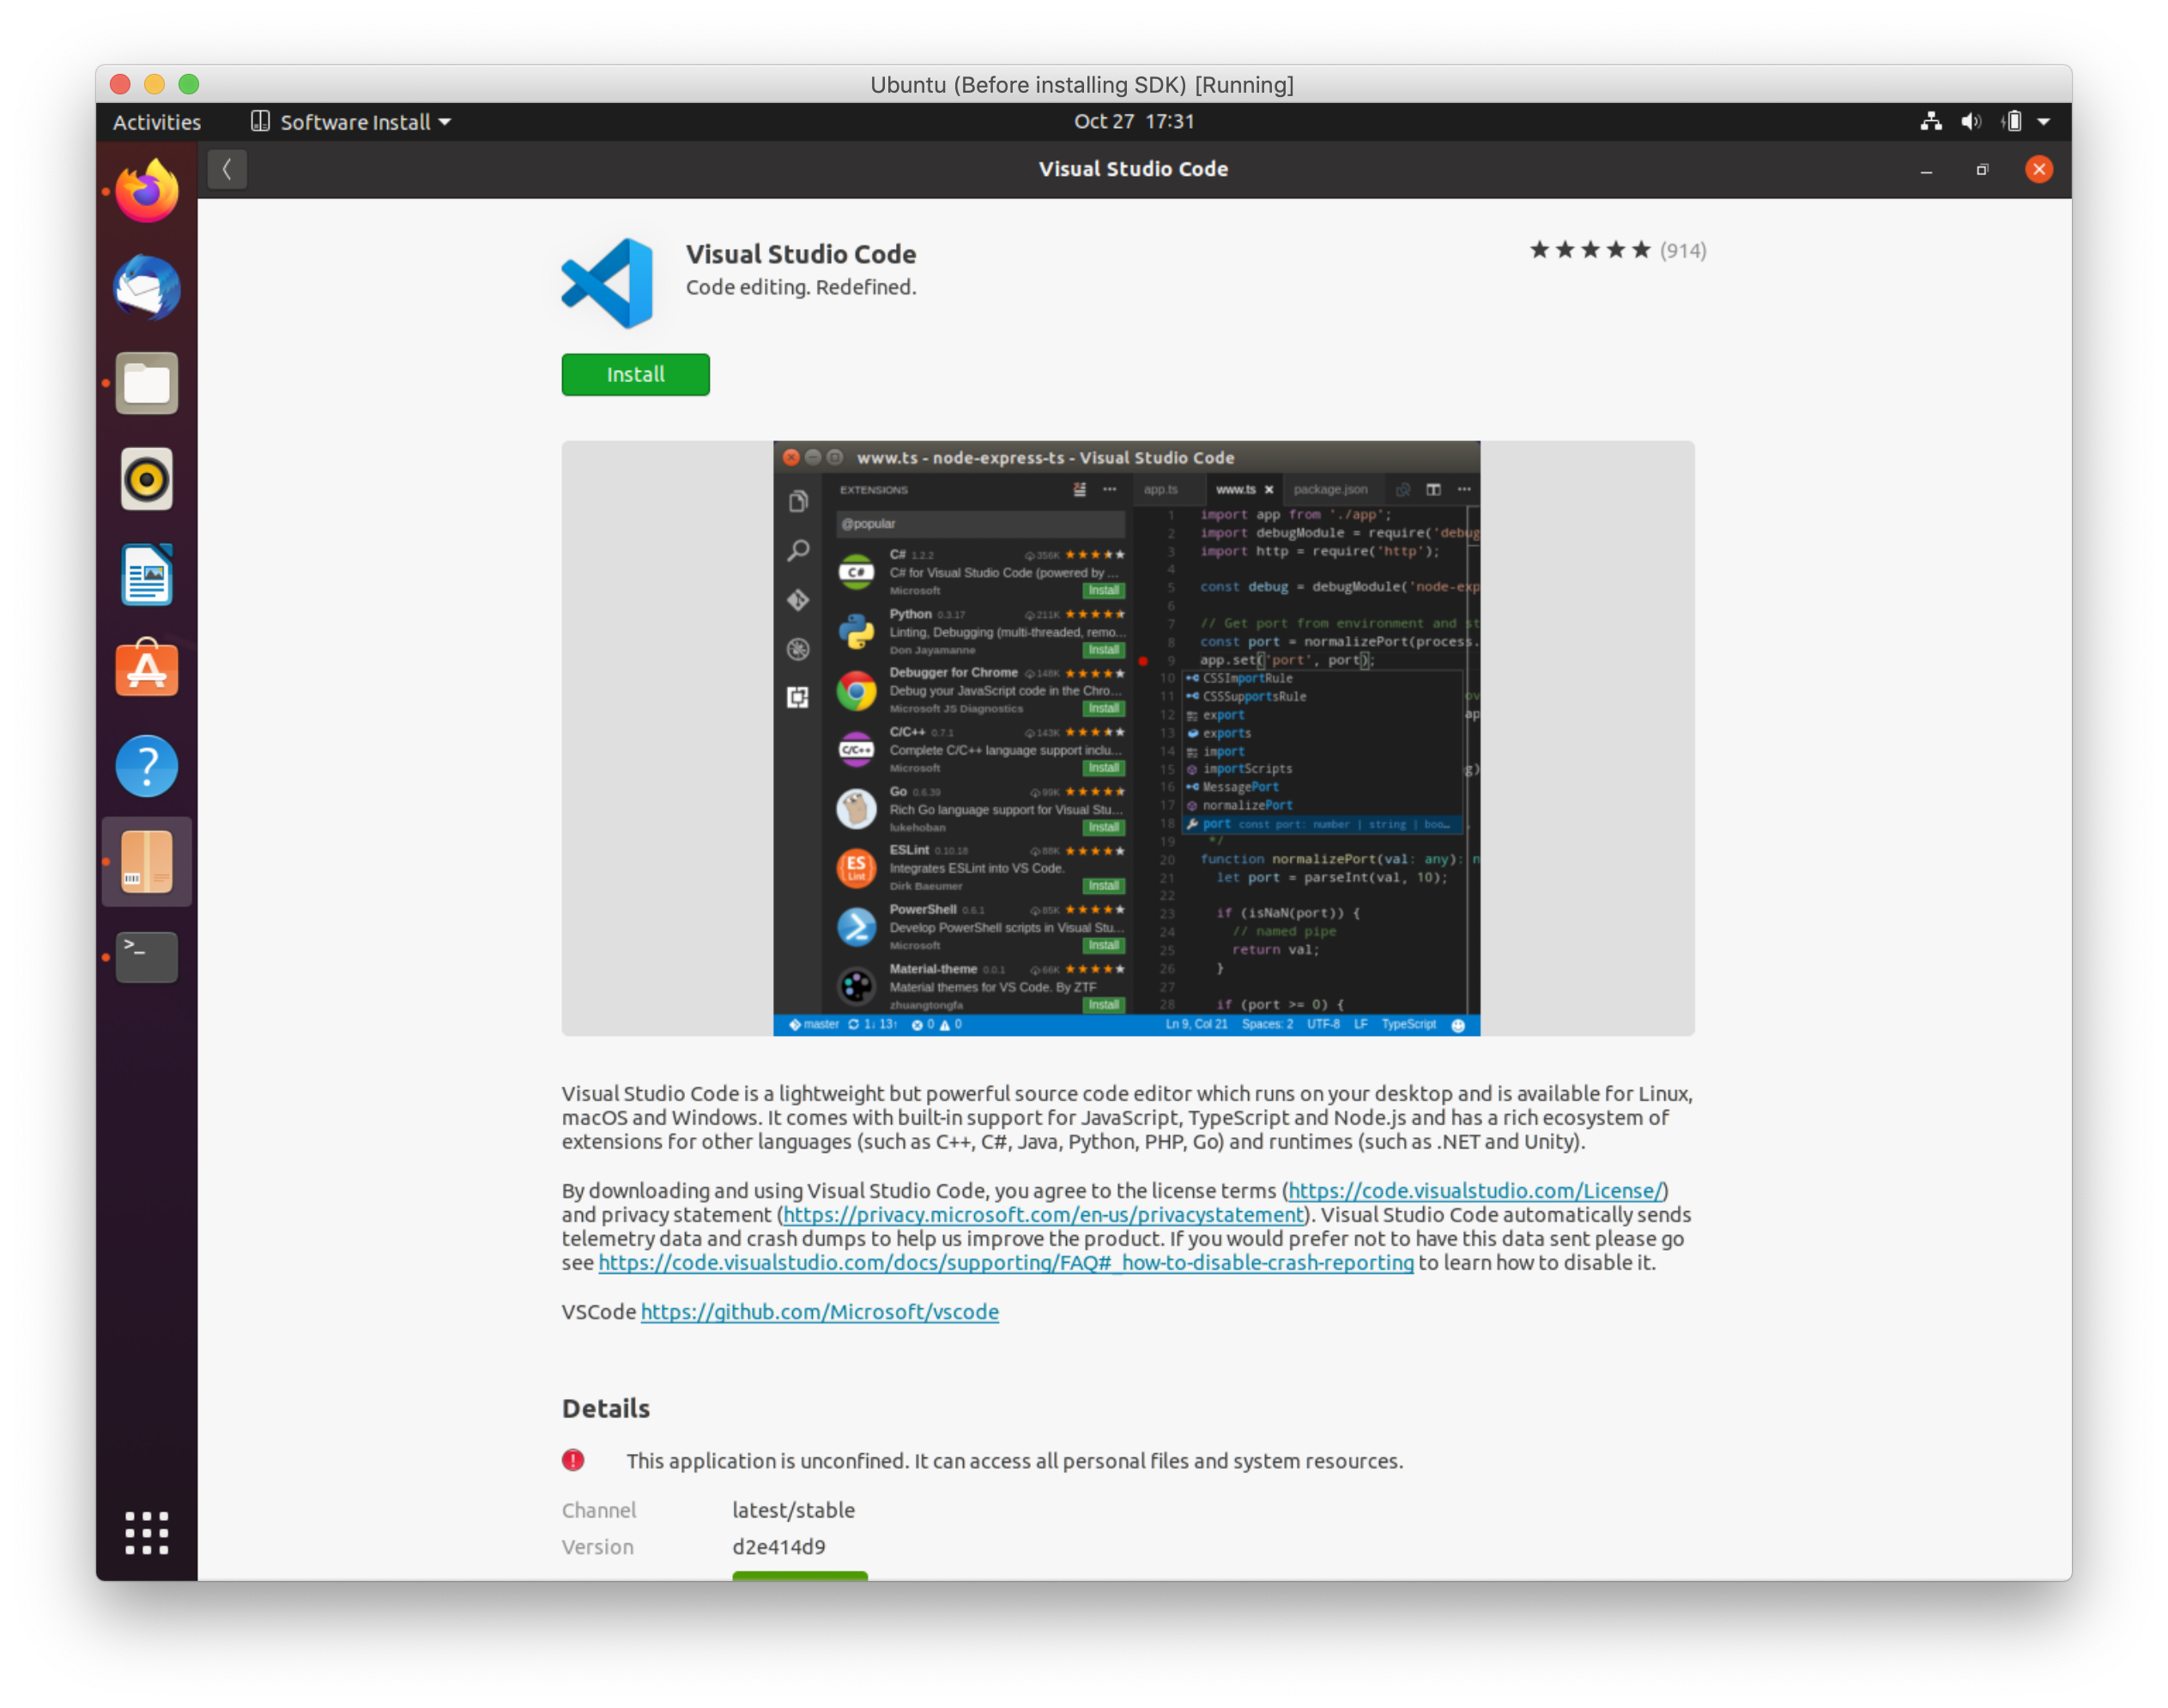 Ubuntu (Before installing SDK) [Running]
Activities
Software Install
Oct 27 17:31
Visual Studio Code
Visual Studio Code
Code editing. Redefined.
(914)
Install
www.ts - node-express-ts - Visual Studio Code
EXTENSIONS
app.ts
www.ts
package.json
@popular
C# 1.2.2 356K
C# for Visual Studio Code (powered by ...
Microsoft Install
Python 0.3.17 211K
Linting, Debugging (multi-threaded, remo...
Don Jayamanne Install
Debugger for Chrome 148K
Debug your JavaScript code in the Chro...
Microsoft JS Diagnostics Install
C/C++ 0.7.1 143K
Complete C/C++ language support inclu...
Microsoft Install
Go 0.6.39 99K
Rich Go language support for Visual Stu...
lukehoban Install
ESLint 0.10.18 88K
Integrates ESLint into VS Code.
Dirk Baeumer Install
PowerShell 0.6.1 85K
Develop PowerShell scripts in Visual Stu...
Microsoft Install
Material-theme 0.0.1 66K
Material themes for VS Code. By ZTF
zhuangtongfa Install
1 import app from './app';
2 import debugModule = require('debug
3 import http = require('http');
4
5 const debug = debugModule('node-exp
6
7 // Get port from environment and st
8 const port = normalizePort(process.
9 app.set('port', port);
10 CSSImportRule
11 CSSSupportsRule
12 export
13 exports
14 import
15 importScripts
16 MessagePort
17 normalizePort
18 port const port: number | string | boo...
19 */
20 function normalizePort(val: any): n
21 let port = parseInt(val, 10);
22
23 if (isNaN(port)) {
24 // named pipe
25 return val;
26 }
27
28 if (port >= 0) {
master 1↓ 13↑ 0 0
Ln 9, Col 21 Spaces: 2 UTF-8 LF TypeScript
Visual Studio Code is a lightweight but powerful source code editor which runs on your desktop and is available for Linux,
macOS and Windows. It comes with built-in support for JavaScript, TypeScript and Node.js and has a rich ecosystem of
extensions for other languages (such as C++, C#, Java, Python, PHP, Go) and runtimes (such as .NET and Unity).
By downloading and using Visual Studio Code, you agree to the license terms (https://code.visualstudio.com/License/)
and privacy statement (https://privacy.microsoft.com/en-us/privacystatement). Visual Studio Code automatically sends
telemetry data and crash dumps to help us improve the product. If you would prefer not to have this data sent please go
see https://code.visualstudio.com/docs/supporting/FAQ#_how-to-disable-crash-reporting to learn how to disable it.
VSCode https://github.com/Microsoft/vscode
Details
This application is unconfined. It can access all personal files and system resources.
Channel latest/stable
Version d2e414d9